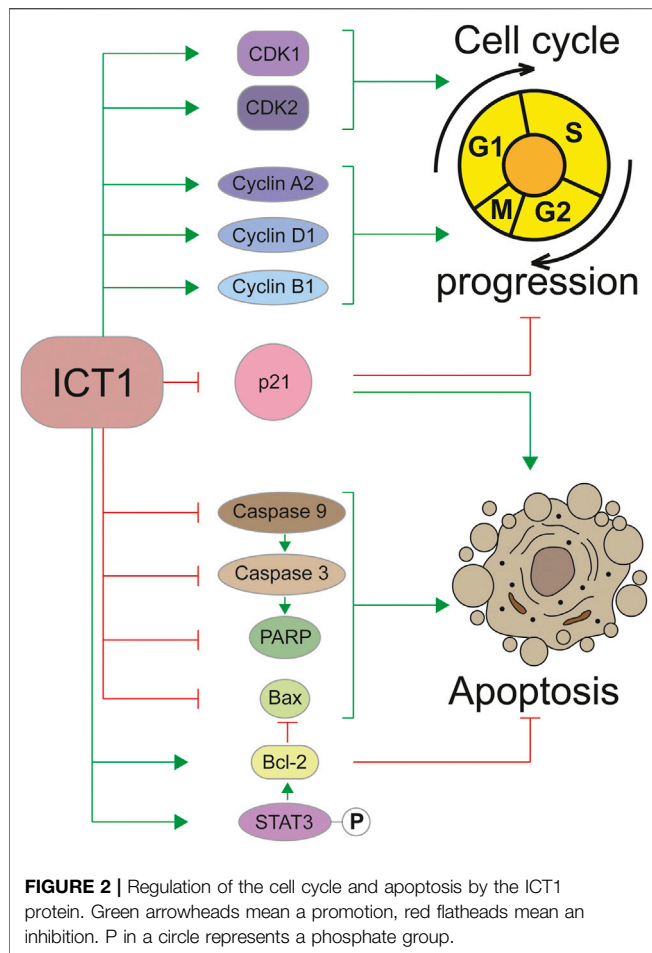 Cell cycle
CDK1
CDK2
G1
S
M
G2
Cyclin A2
Cyclin D1
Cyclin B1
progression
ICT1
p21
Caspase 9
Caspase 3
PARP
Bax
Apoptosis
Bcl-2
STAT3
P
FIGURE 2 | Regulation of the cell cycle and apoptosis by the ICT1
protein. Green arrowheads mean a promotion, red flatheads mean an
inhibition. P in a circle represents a phosphate group.